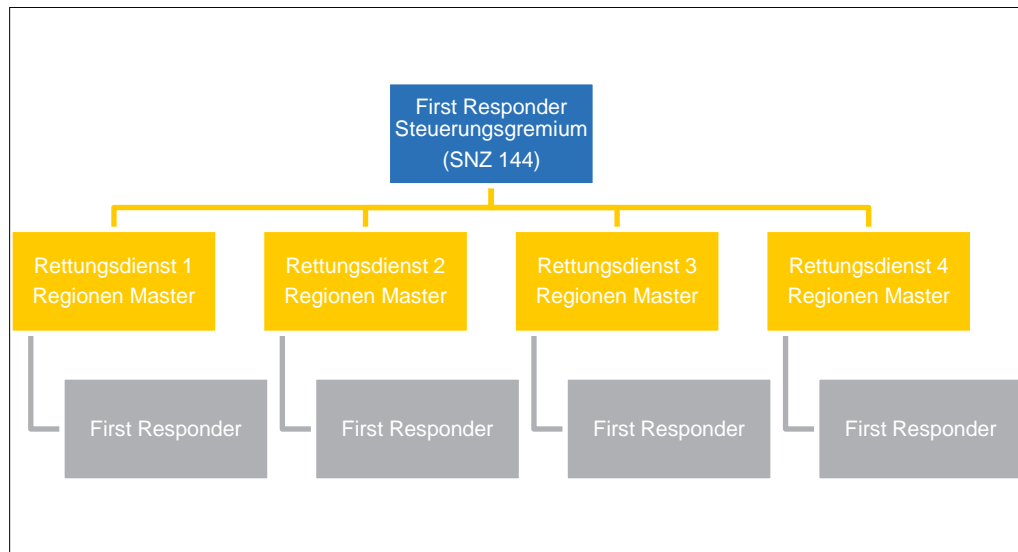 First Responder
Steuerungsgremium
(SNZ 144)
Rettungsdienst 1
Regionen Master
Rettungsdienst 2
Regionen Master
Rettungsdienst 3
Regionen Master
Rettungsdienst 4
Regionen Master
First Responder
First Responder
First Responder
First Responder